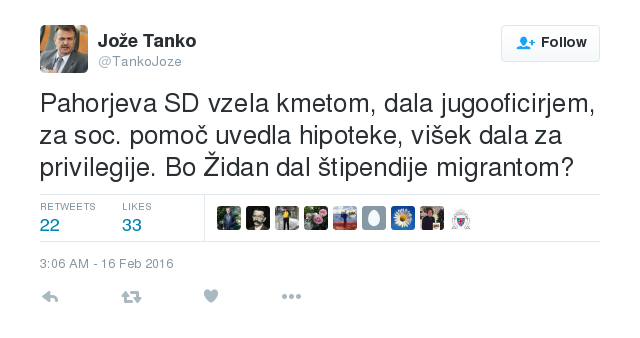 Jože Tanko
@TankoJoze
Follow
Pahorjeva SD vzela kmetom, dala jugooficirjem,
za soc. pomoč uvedla hipoteke, višek dala za
privilegije. Bo Židan dal štipendije migrantom?
RETWEETS
22
LIKES
33
3:06 AM - 16 Feb 2016